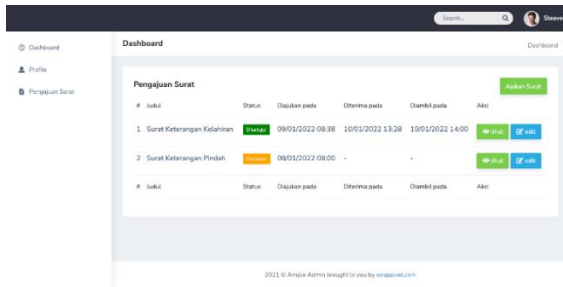 Search...
Steave
Dashboard
Dashboard
Dashboard
Profile
Pengajuan Surat
Pengajuan Surat
Ajukan Surat
# Judul Status Diajukan pada Diterima pada Diambil pada Aksi
1 Surat Keterangan Kelahiran Disetujui 09/01/2022 08:38 10/01/2022 13:28 10/01/2022 14:00 lihat edit
2 Surat Keterangan Pindah 08/01/2022 08:00 - - lihat edit
# Judul Status Diajukan pada Diterima pada Diambil pada Aksi
2021 © Ample Admin brought to you by wrappixel.com